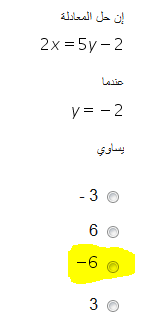 إن حل المعادلة
2x = 5y − 2
عندما
y = − 2
يساوي
- 3
6
−6
3